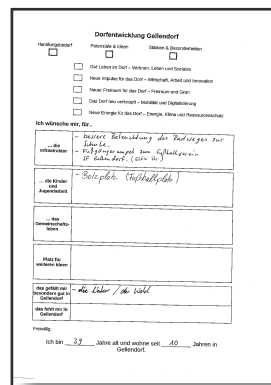 Dorfentwicklung Gellendorf
Handlungsbedarf Potenziale & Ideen Stärken & Besonderheiten
Gut Leben im Dorf – Wohnen, Leben und Soziales
Neue Impulse für das Dorf – Wirtschaft, Arbeit und Innovation
Neuer Freiraum für das Dorf – Freiraum und Grün
Das Dorf neu verknüpft – Mobilität und Digitalisierung
Neue Energie für das Dorf – Energie, Klima und Ressourcenschutz
Ich wünsche mir, für..
... die Infrastruktur
- bessere Beleuchtung der Radwege zur
Schule.
- Fußgängerampel zum Fußballverein
SF Gellendorf.
... die Kinder und Jugendarbeit
- Bolzplatz (Fußballplatz)
... das Gemeinschafts-leben
Platz für weiteren Ideen
das gefällt mir besonders gut in Gellendorf
- die / der Wald
das fehlt mir in Gellendorf
Freiwillig:
Ich bin 39 Jahre alt und wohne seit 10 Jahren in
Gellendorf.